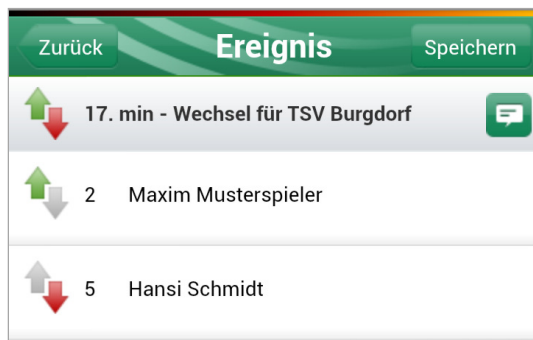 Zurück Ereignis Speichern
17. min - Wechsel für TSV Burgdorf
2 Maxim Musterspieler
5 Hansi Schmidt